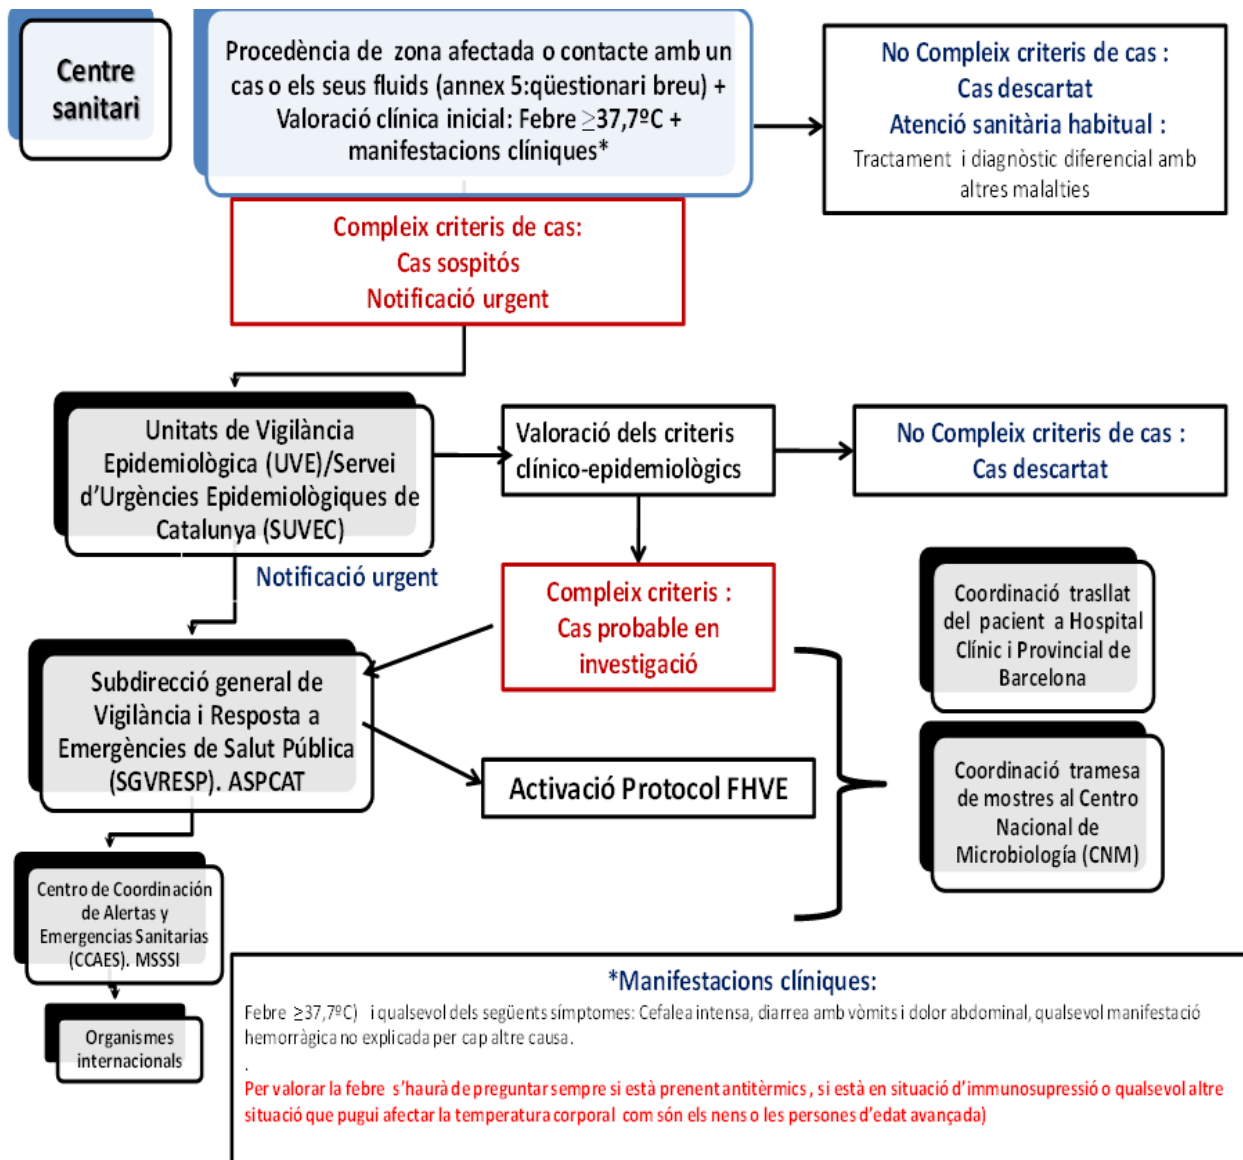 Centre
sanitari
Procedència de zona afectada o contacte amb un
cas o els seus fluids (annex 5:qüestionari breu) +
Valoració clínica inicial: Febre ≥37,7ºC +
manifestacions clíniques*
No Compleix criteris de cas :
Cas descartat
Atenció sanitària habitual :
Tractament i diagnòstic diferencial amb
altres malalties
Compleix criteris de cas:
Cas sospitós
Notificació urgent
Unitats de Vigilància
Epidemiològica (UVE)/Servei
d'Urgències Epidemiològiques de
Catalunya (SUVEC)
Valoració dels criteris
clínico-epidemiològics
No Compleix criteris de cas :
Cas descartat
Notificació urgent
Compleix criteris :
Cas probable en
investigació
Coordinació trasllat
del pacient a Hospital
Clínic i Provincial de
Barcelona
Subdirecció general de
Vigilància i Resposta a
Emergències de Salut Pública
(SGVRESP). ASPCAT
Activació Protocol FHVE
Coordinació tramesa
de mostres al Centro
Nacional de
Microbiología (CNM)
Centro de Coordinación
de Alertas y
Emergencias Sanitarias
(CCAES). MSSSI
Organismes
internacionals
*Manifestacions clíniques:
Febre ≥37,7ºC) i qualsevol dels següents símptomes: Cefalea intensa, diarrea amb vòmits i dolor abdominal, qualsevol manifestació
hemorràgica no explicada per cap altre causa.
.
Per valorar la febre s'haurà de preguntar sempre si està prenent antitèrmics , si està en situació d'immunosupressió o qualsevol altre
situació que pugui afectar la temperatura corporal com són els nens o les persones d'edat avançada)